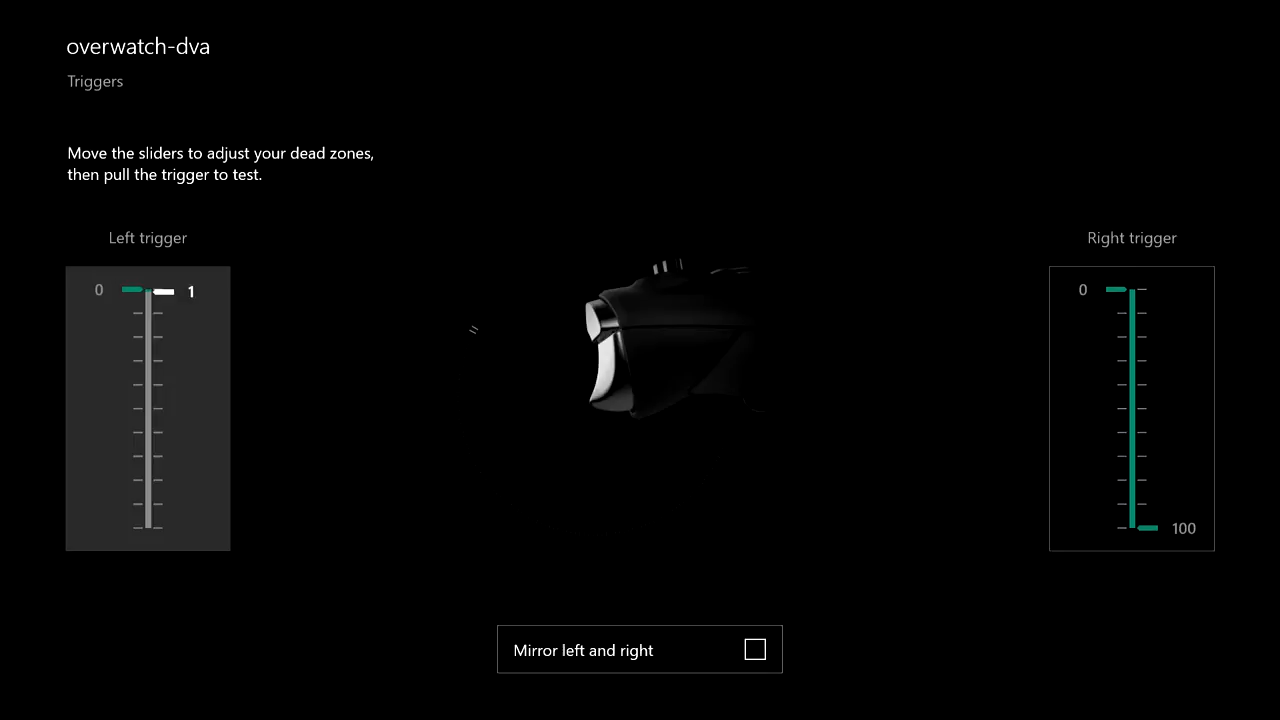 overwatch-dva
Triggers
Move the sliders to adjust your dead zones,
then pull the trigger to test.
Left trigger
0
1
Right trigger
0
100
Mirror left and right